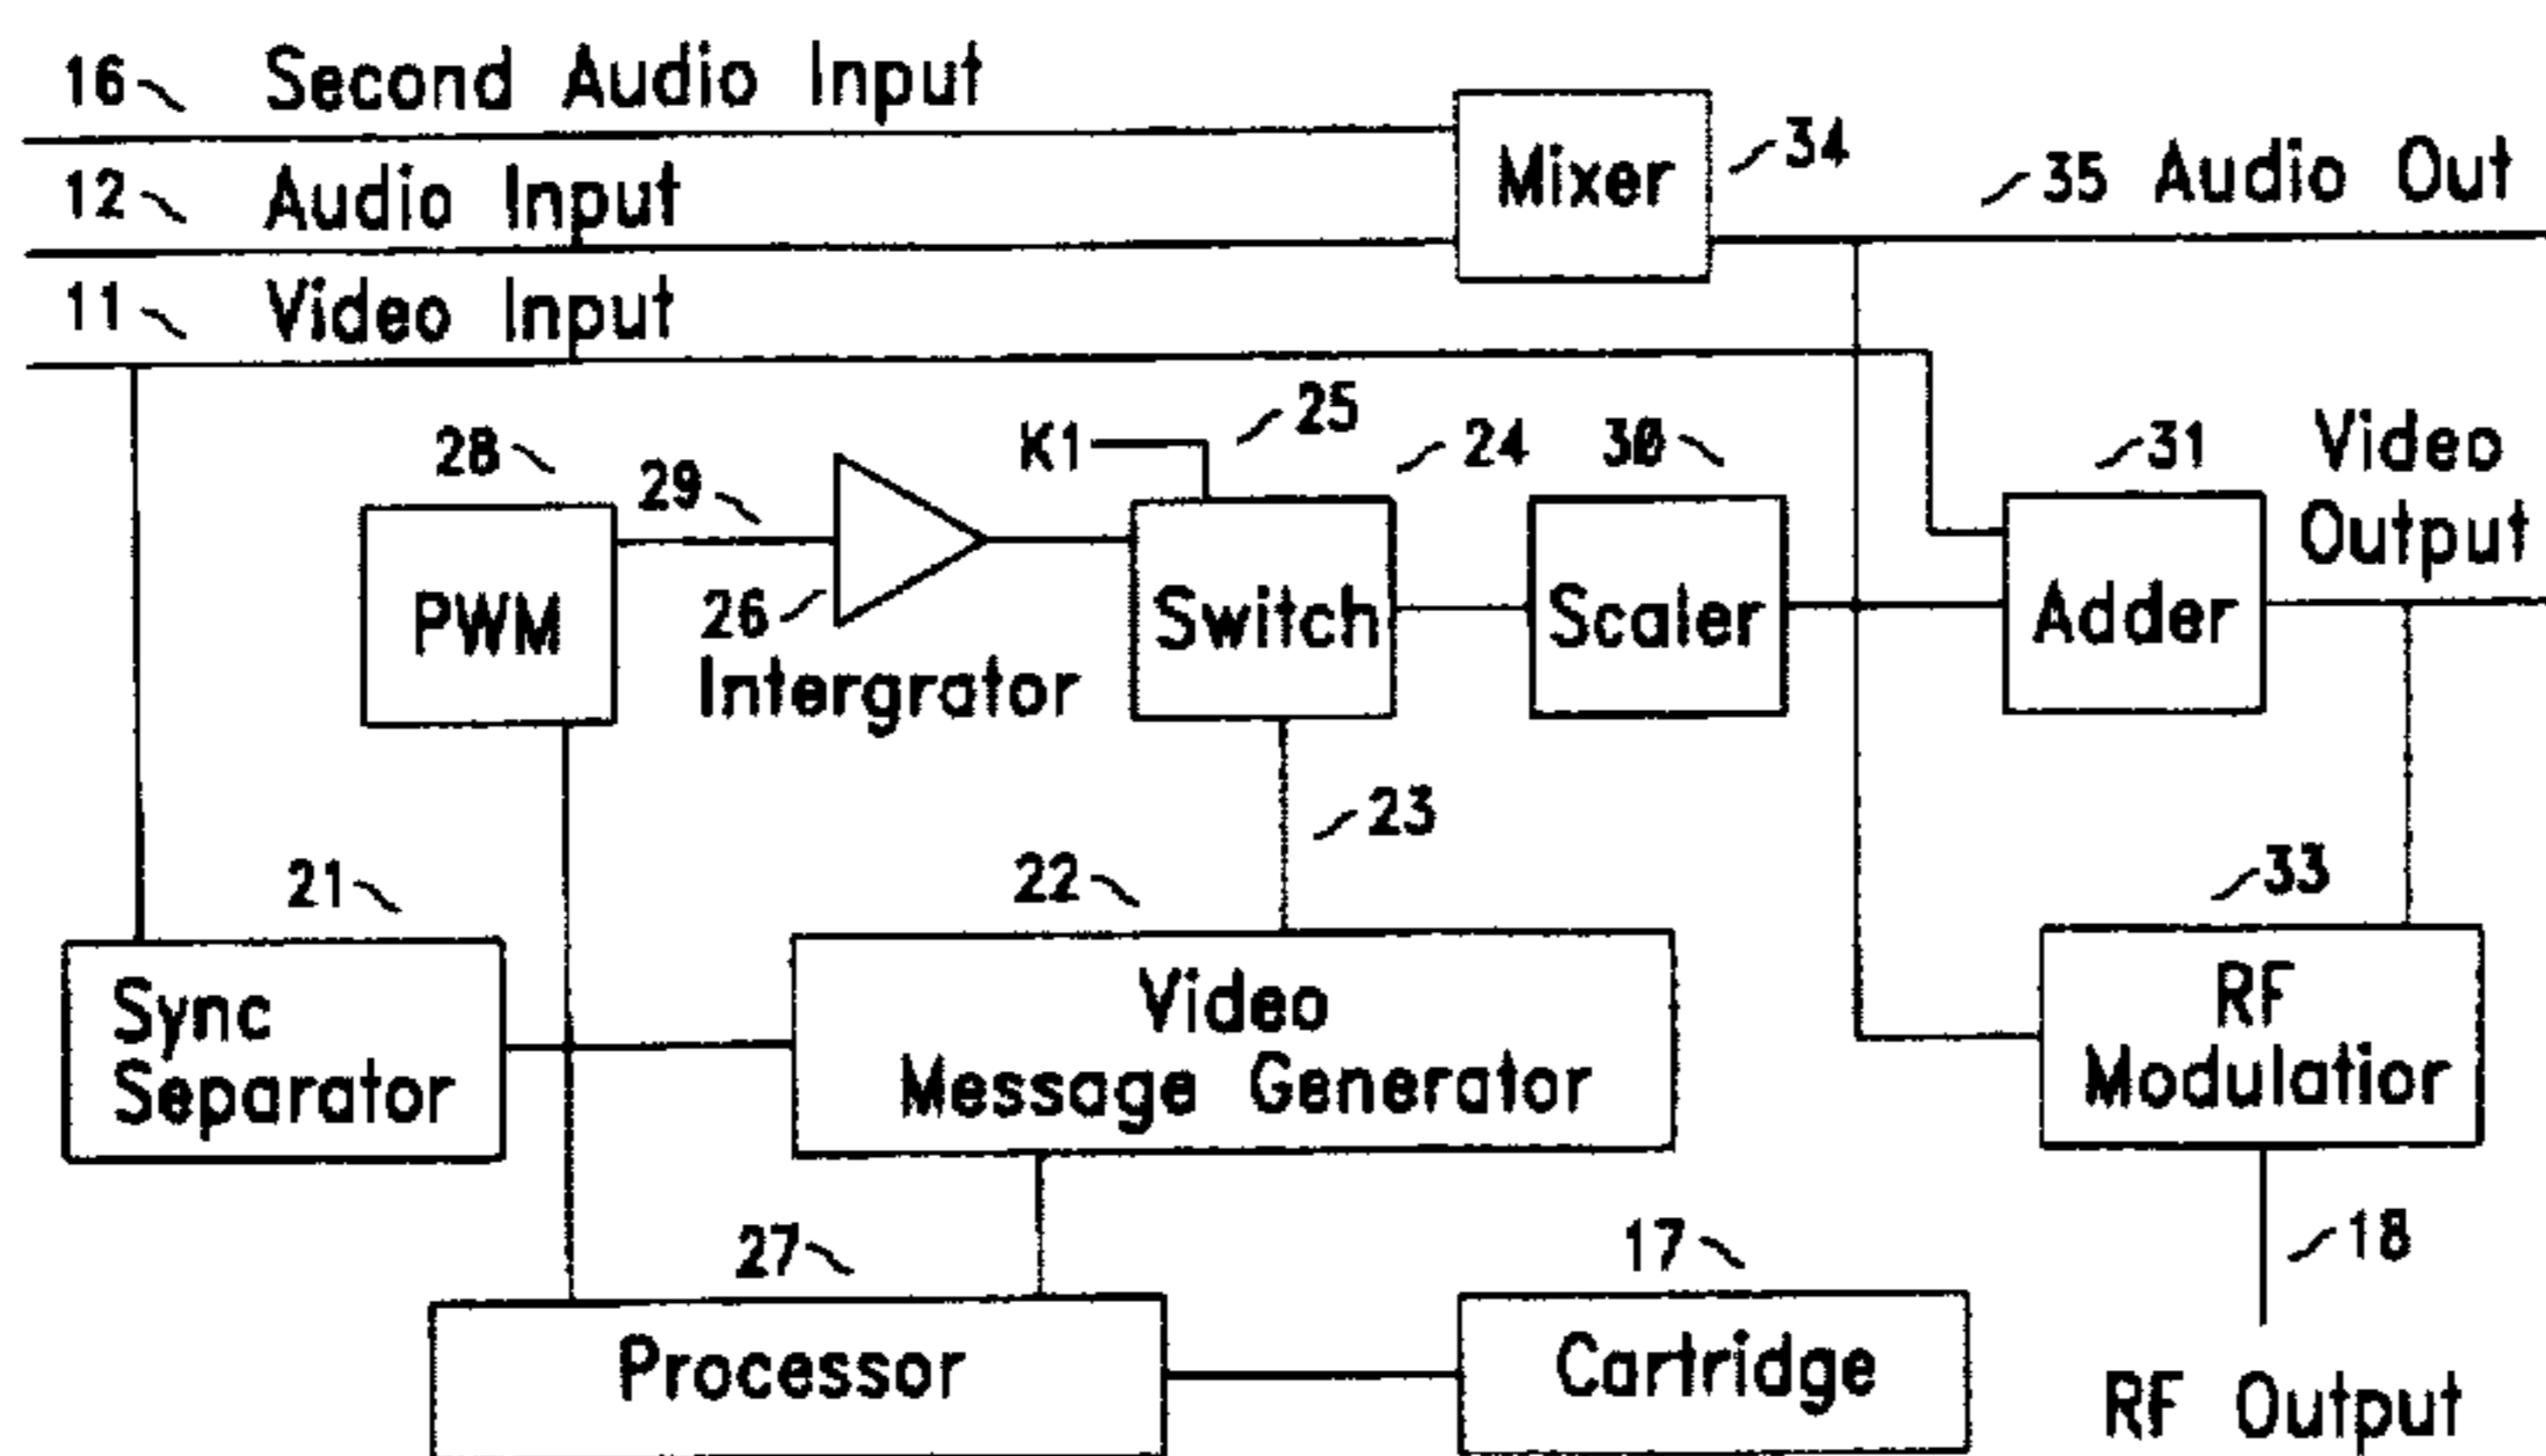 16 Second Audio Input
12 Audio Input
11 Video Input
Mixer
34
35 Audio Out
28
29
K1
25
24
30
31
Video
Output
PWM
26
Intergrator
Switch
Scaler
Adder
23
21
22
33
Sync
Separator
Video
Message Generator
RF
Modulatior
27
17
18
Processor
Cartridge
RF Output